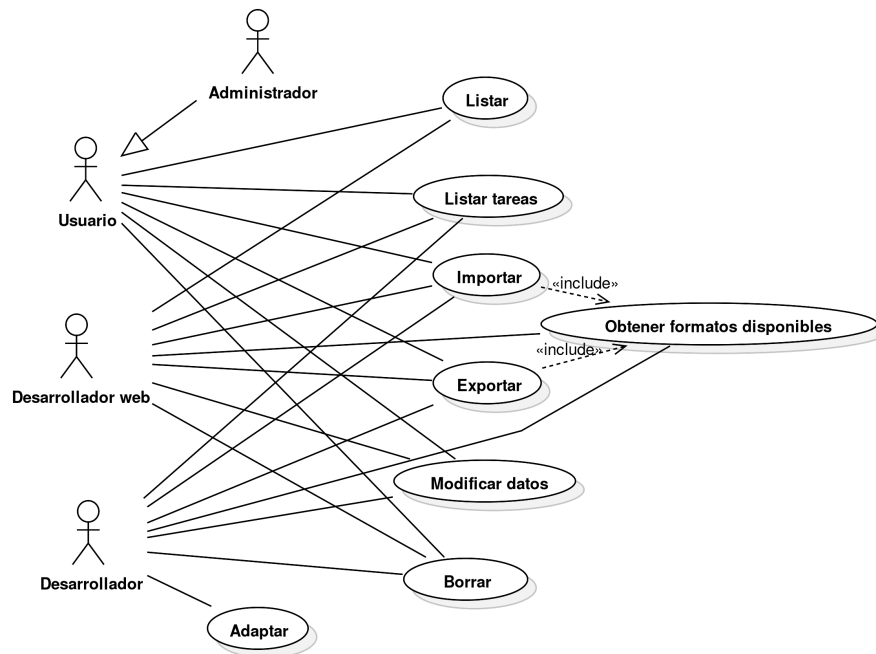 Administrador
Listar
Usuario
Listar tareas
Importar
«include»
Obtener formatos disponibles
«include»
Desarrollador web
Exportar
Modificar datos
Desarrollador
Borrar
Adaptar